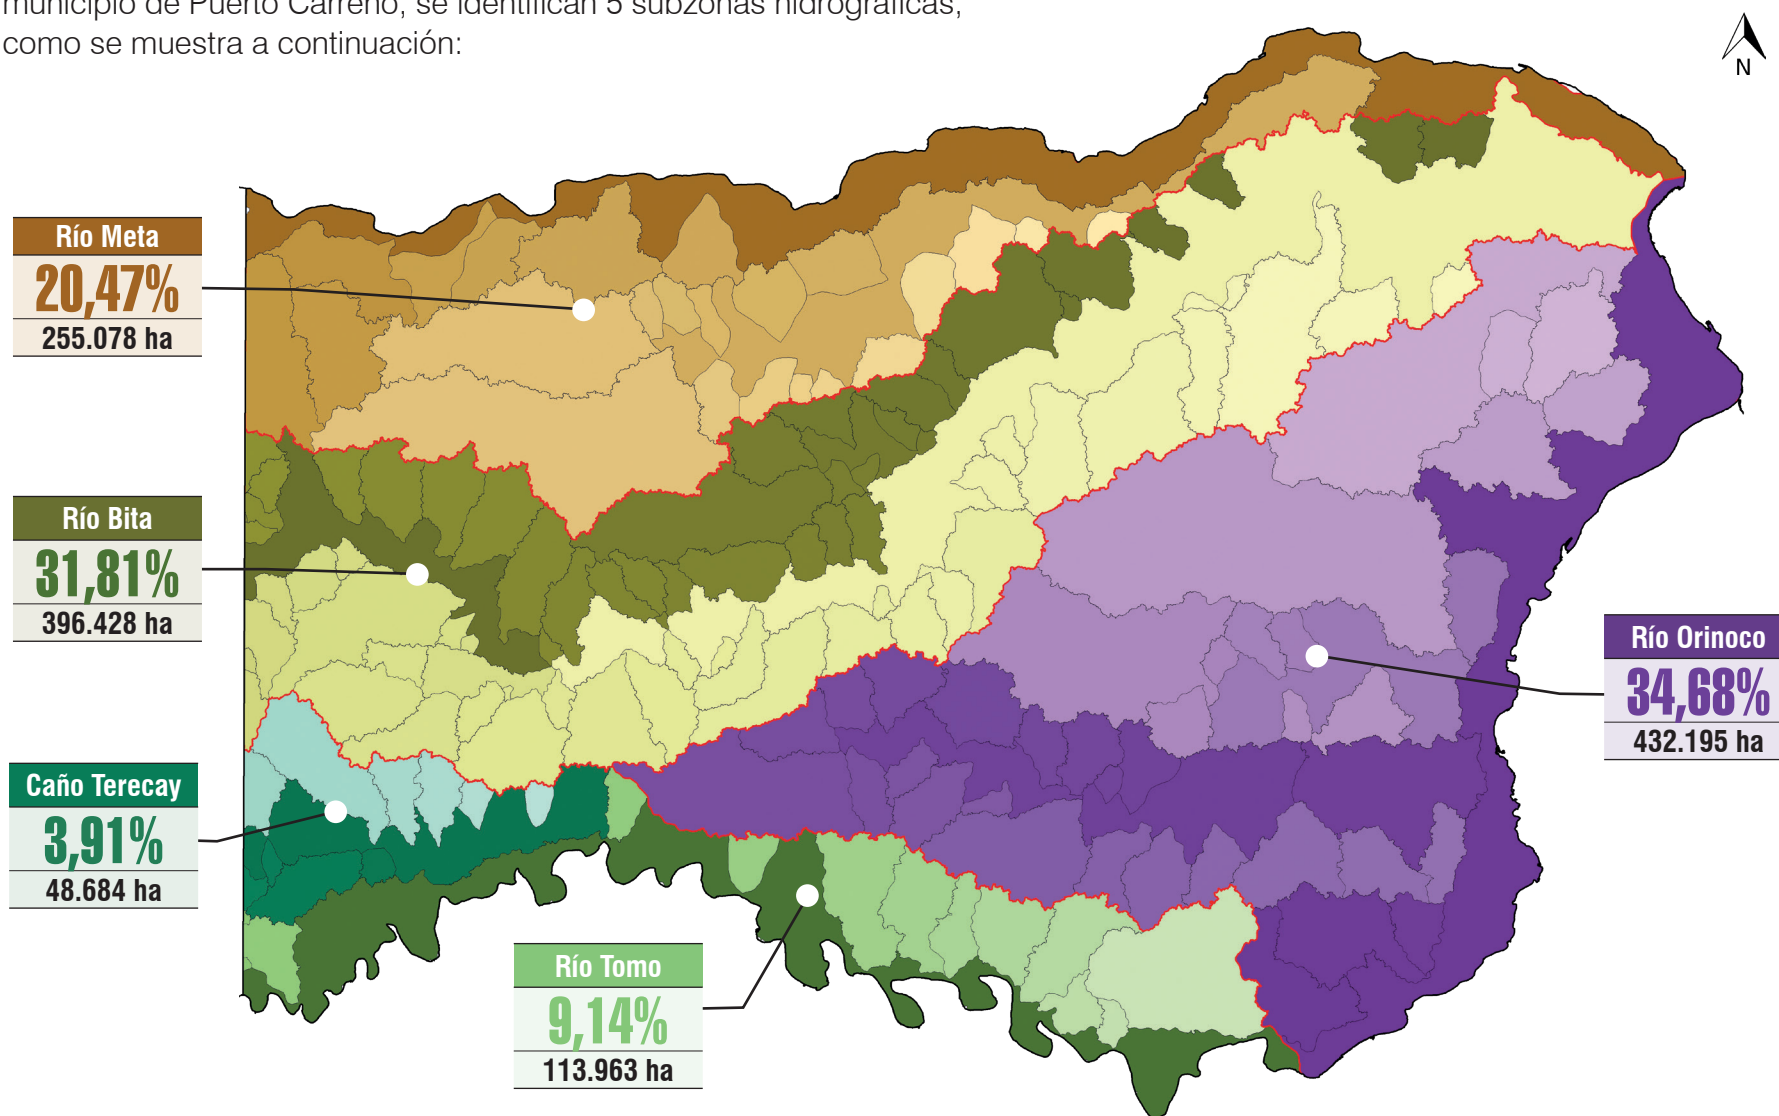 municipio de Puerto Carreño, se identifican 5 subzonas hidrográficas,
como se muestra a continuación:
N
Río Meta
20,47%
255.078 ha
Río Bita
31,81%
396.428 ha
Río Orinoco
34,68%
432.195 ha
Caño Terecay
3,91%
48.684 ha
Río Tomo
9,14%
113.963 ha